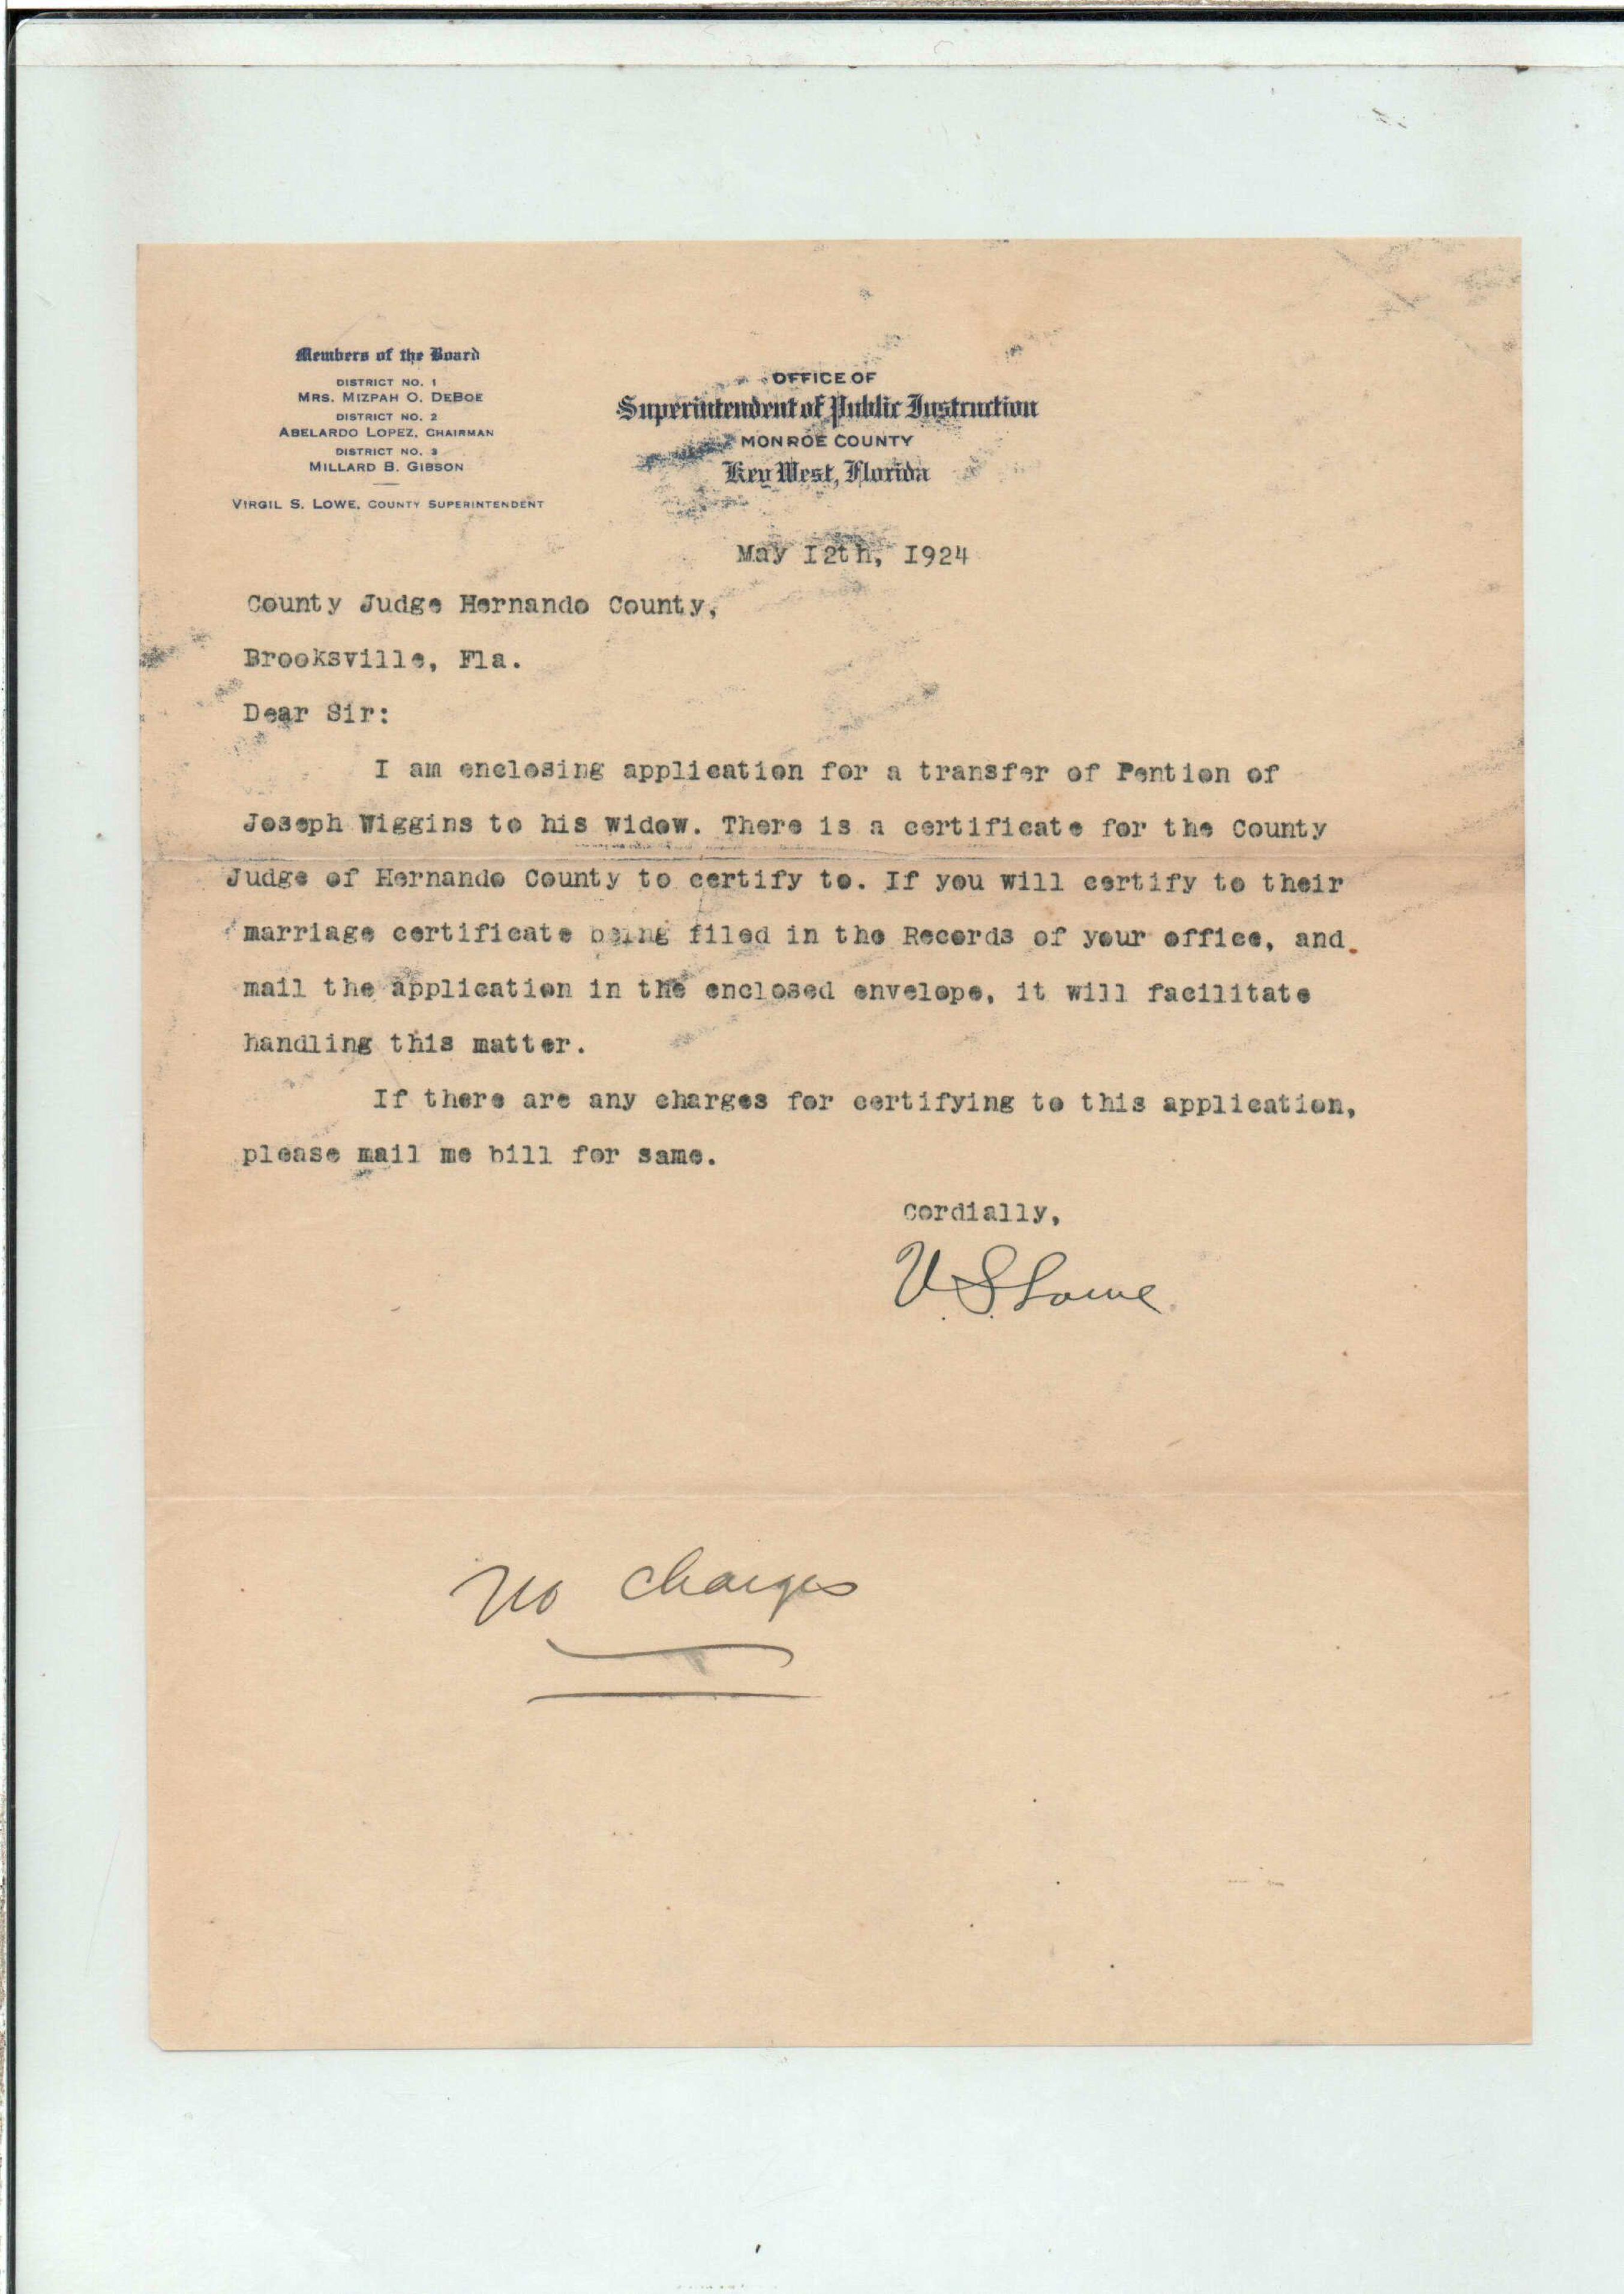 Members of the Board
DISTRICT NO. 1
MRS. MIZPAH O. DEBOE
DISTRICT NO. 2
ABELARDO LOPEZ, CHAIRMAN
DISTRICT NO. 3
MILLARD B. GIBSON
VIRGIL S. LOWE, COUNTY SUPERINTENDENT
OFFICE OF
Superintendent of Public Instruction
MONROE COUNTY
Key West, Florida
May I2th, I924
County Judge Hernando County,
Brooksville, Fla.
Dear Sir:
I am enclosing application for a transfer of Pention of
Joseph Wiggins to his widow. There is a certificate for the County
Judge of Hernando County to certify to. If you will certify to their
marriage certificate being filed in the Records of your office, and
mail the application in the enclosed envelope, it will facilitate
handling this matter.
If there are any charges for certifying to this application,
please mail me bill for same.
Cordially,
V. S. Lowe
No charges